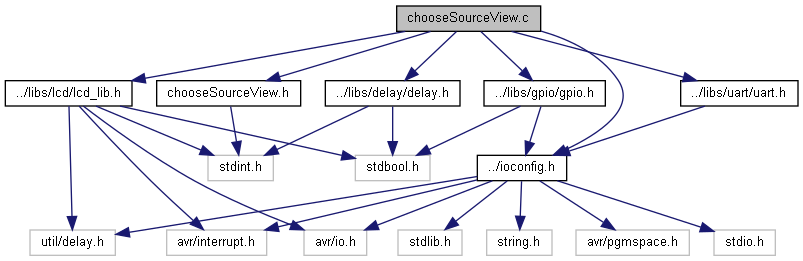 chooseSourceView.c
../libs/lcd/lcd_lib.h
chooseSourceView.h
../libs/delay/delay.h
../libs/gpio/gpio.h
../libs/uart/uart.h
stdint.h
stdbool.h
../ioconfig.h
util/delay.h
avr/interrupt.h
avr/io.h
stdlib.h
string.h
avr/pgmspace.h
stdio.h